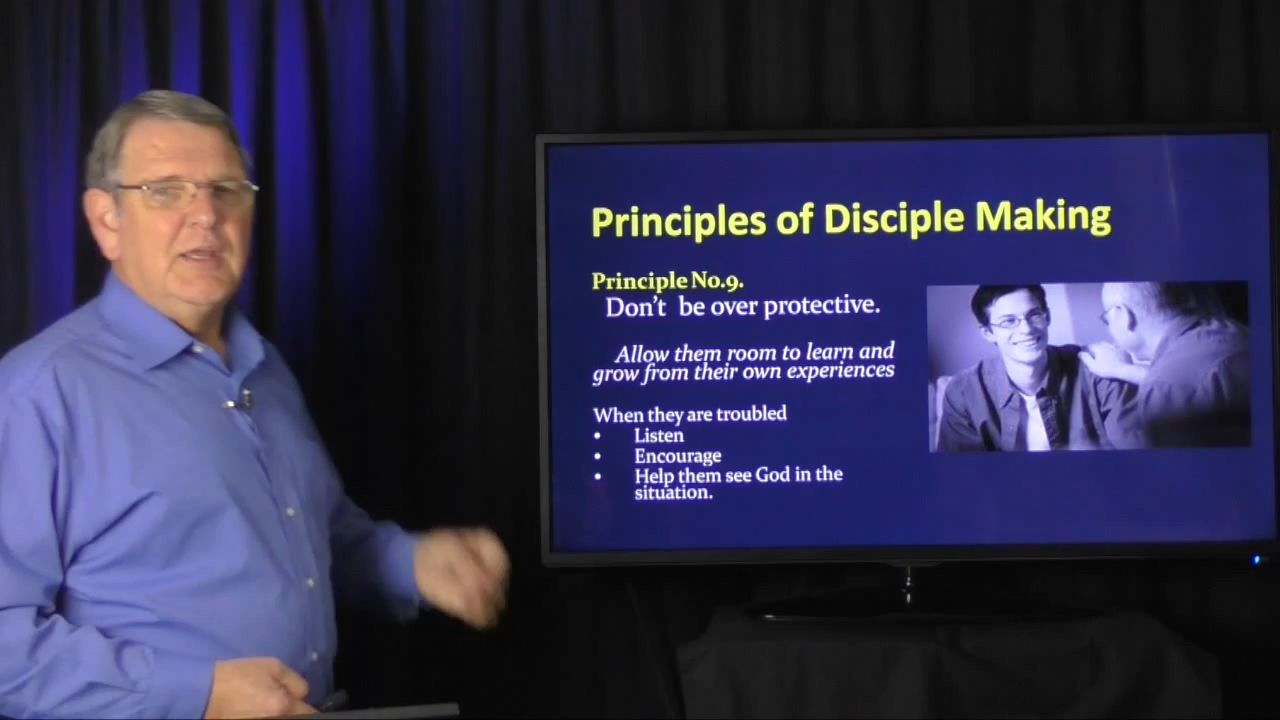 Principles of Disciple Making
Principle No.9.
Don't  be over protective.
Allow them room to learn and
grow from their own experiences
When they are troubled
• Listen
• Encourage
• Help them see God in the
situation.